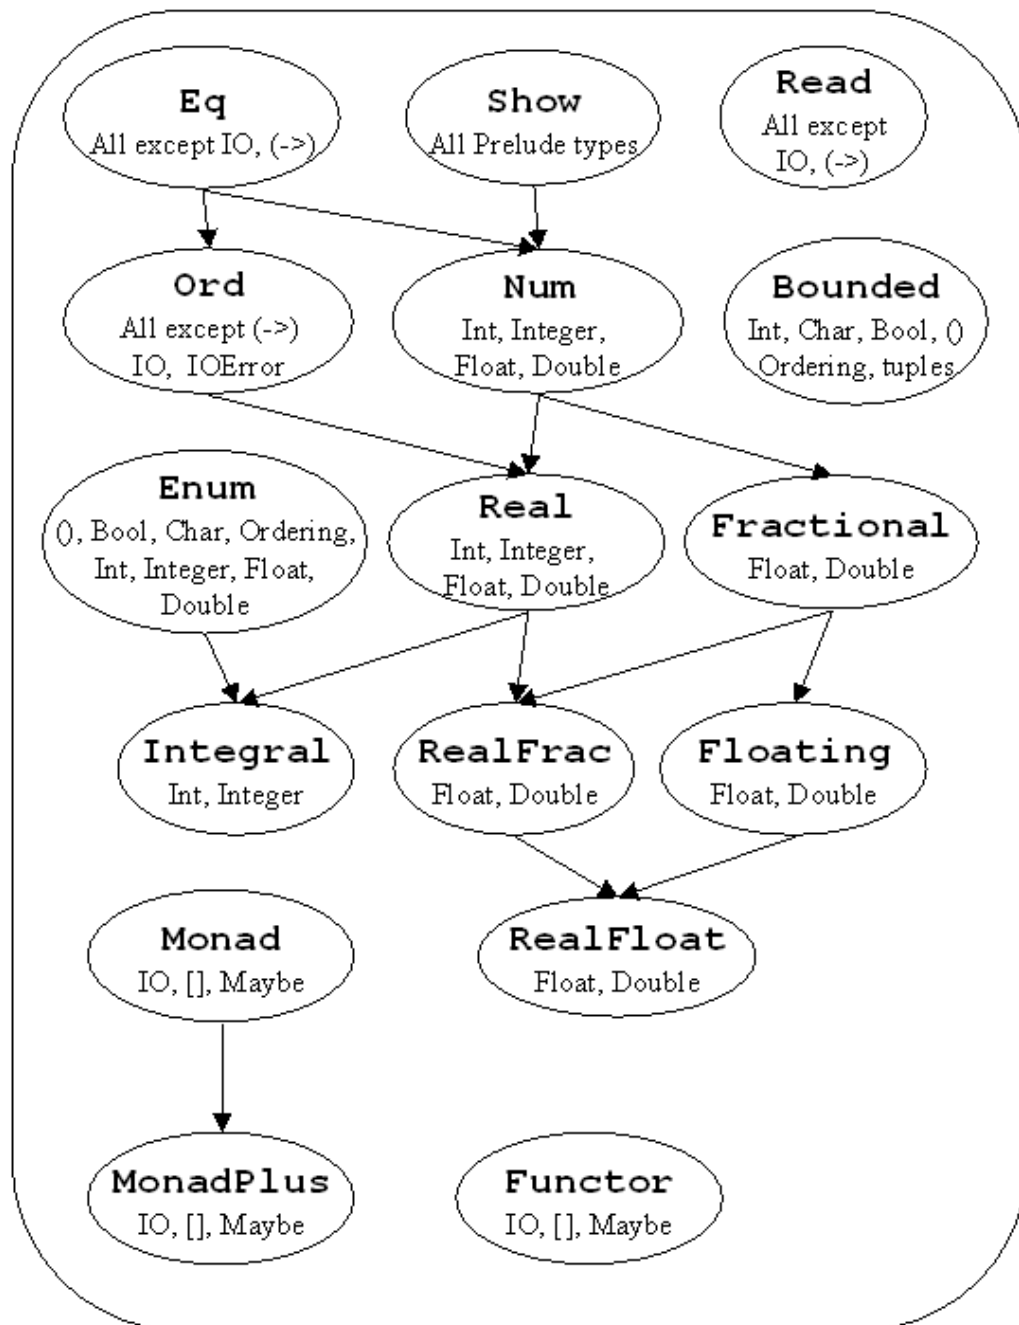 Eq
All except IO, (->)
Show
All Prelude types
Read
All except
IO, (->)
Ord
All except (->)
IO, IOError
Num
Int, Integer,
Float, Double
Bounded
Int, Char, Bool, ()
Ordering, tuples
Enum
(), Bool, Char, Ordering,
Int, Integer, Float,
Double
Real
Int, Integer,
Float, Double
Fractional
Float, Double
Integral
Int, Integer
RealFrac
Float, Double
Floating
Float, Double
Monad
IO, [], Maybe
RealFloat
Float, Double
MonadPlus
IO, [], Maybe
Functor
IO, [], Maybe